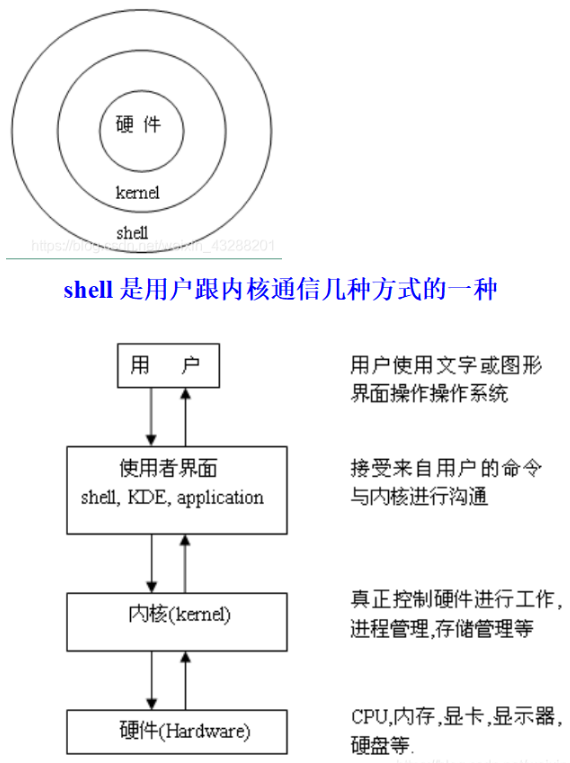 硬 件
kernel
shell
https://blog.csdn.net/weixin_43288201
shell 是用户跟内核通信几种方式的一种
用 户
用户使用文字或图形
界面操作操作系统
使用者界面
shell, KDE, application
接受来自用户的命令
与内核进行沟通
内核(kernel)
真正控制硬件进行工作,
进程管理,存储管理等
硬件(Hardware)
CPU,内存,显卡,显示器,
硬盘等.